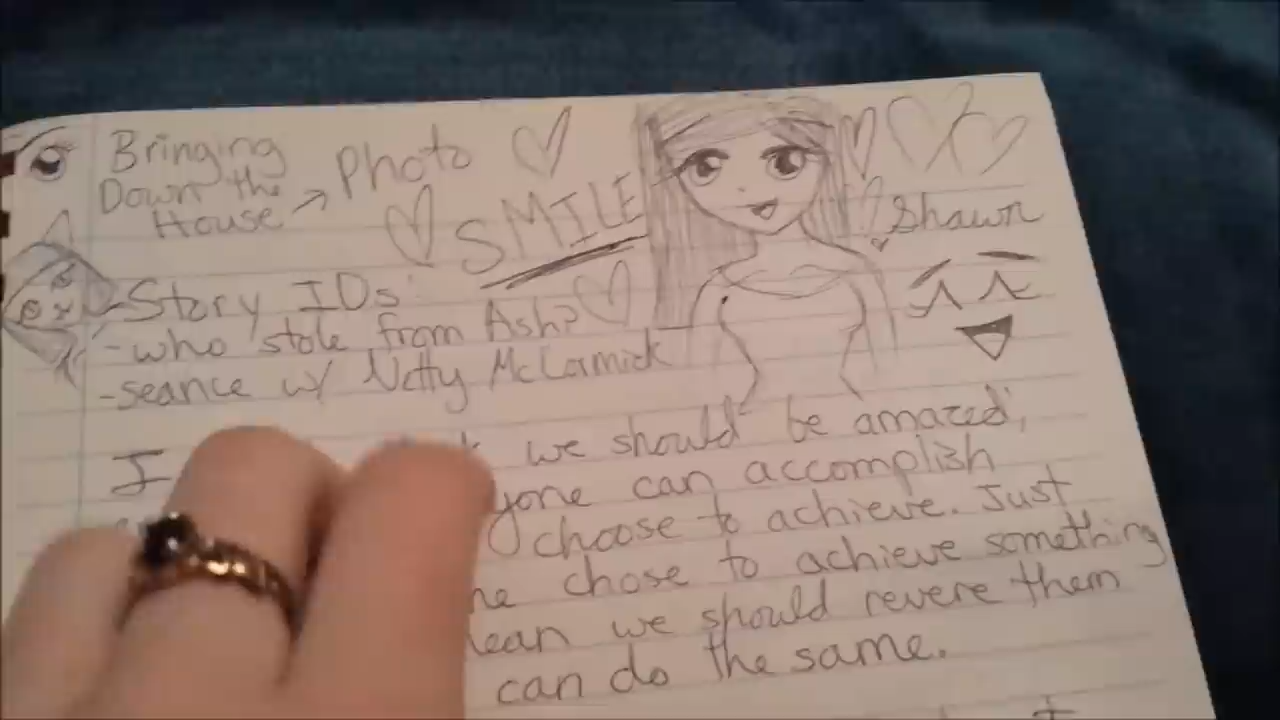 Bringing
Down the
House → Photo
SMILE
Shawn
Story IDs:
-who stole from Ash?
-seance w/ Natty McCormick
I we should be amazed,
can accomplish
choose to achieve. Just
chose to achieve something
we should revere them
can do the same.